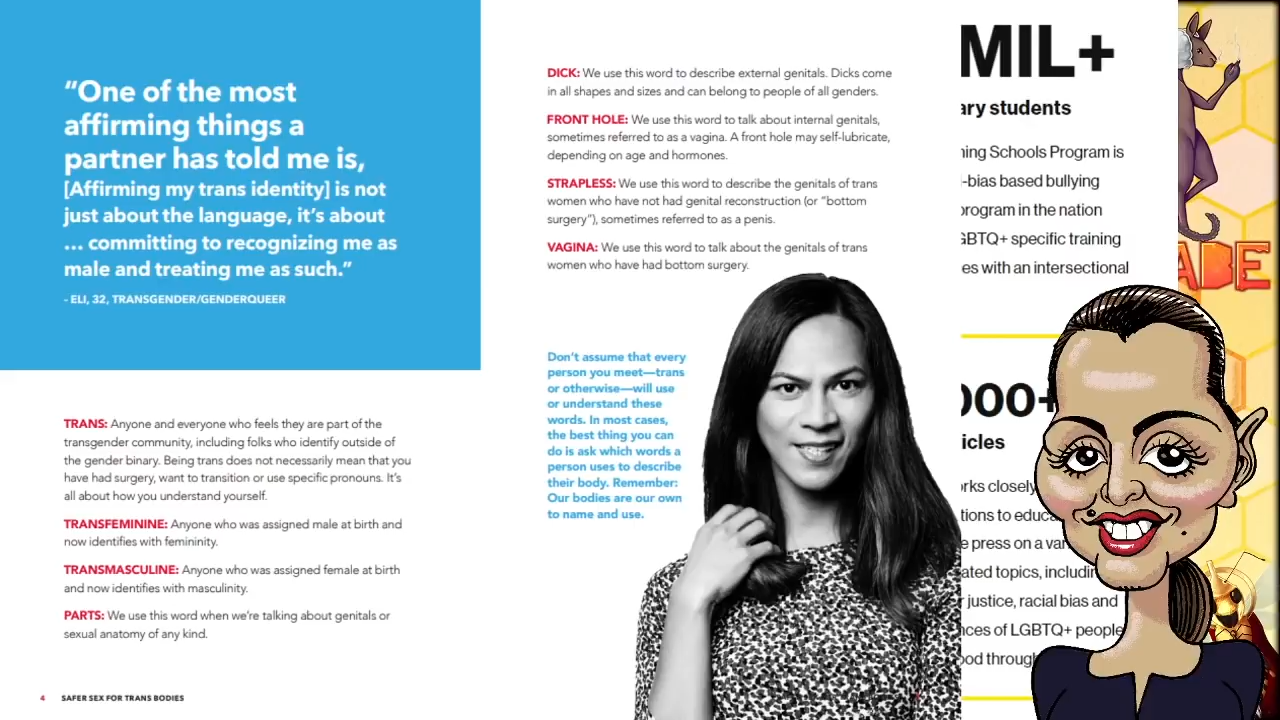 “One of the most
affirming things a
partner has told me is,
[Affirming my trans identity] is not
just about the language, it’s about
... committing to recognizing me as
male and treating me as such.”
- ELI, 32, TRANSGENDER/GENDERQUEER
TRANS: Anyone and everyone who feels they are part of the
transgender community, including folks who identify outside of
the gender binary. Being trans does not necessarily mean that you
have had surgery, want to transition or use specific pronouns. It’s
all about how you understand yourself.
TRANSFEMININE: Anyone who was assigned male at birth and
now identifies with femininity.
TRANSMASCULINE: Anyone who was assigned female at birth
and now identifies with masculinity.
PARTS: We use this word when we’re talking about genitals or
sexual anatomy of any kind.
4 SAFER SEX FOR TRANS BODIES
DICK: We use this word to describe external genitals. Dicks come
in all shapes and sizes and can belong to people of all genders.
FRONT HOLE: We use this word to talk about internal genitals,
sometimes referred to as a vagina. A front hole may self-lubricate,
depending on age and hormones.
STRAPLESS: We use this word to describe the genitals of trans
women who have not had genital reconstruction (or “bottom
surgery”), sometimes referred to as a penis.
VAGINA: We use this word to talk about the genitals of trans
women who have had bottom surgery.
Don’t assume that every
person you meet—trans
or otherwise—will use
or understand these
words. In most cases,
the best thing you can
do is ask which words a
person uses to describe
their body. Remember:
Our bodies are our own
to name and use.
MIL+
ary students
ning Schools Program is
-bias based bullying
program in the nation
GBTQ+ specific training
es with an intersectional
000+
icles
orks closely
tions to educa
e press on a var
ated topics, includin
r justice, racial bias and
nces of LGBTQ+ people
ood through
ADE